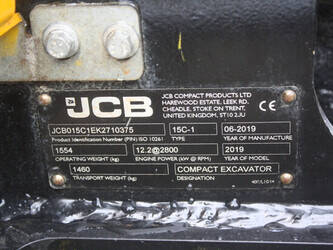 JCB
JCB COMPACT PRODUCTS LTD
HAREWOOD ESTATE, LEEK RD.
CHEADLE, STOKE ON TRENT,
UNITED KINGDOM, ST10 2JU
JCB015C1EK2710375
15C-1
06-2019
Product Identification Number (PIN) ISO 10261
TYPE
YEAR OF MANUFACTURE
1554
12.2@2800
2019
OPERATING WEIGHT (kg)
ENGINE POWER (kW @ RPM)
YEAR OF MODEL
1460
COMPACT EXCAVATOR
TRANSPORT WEIGHT (kg)
DESIGNATION